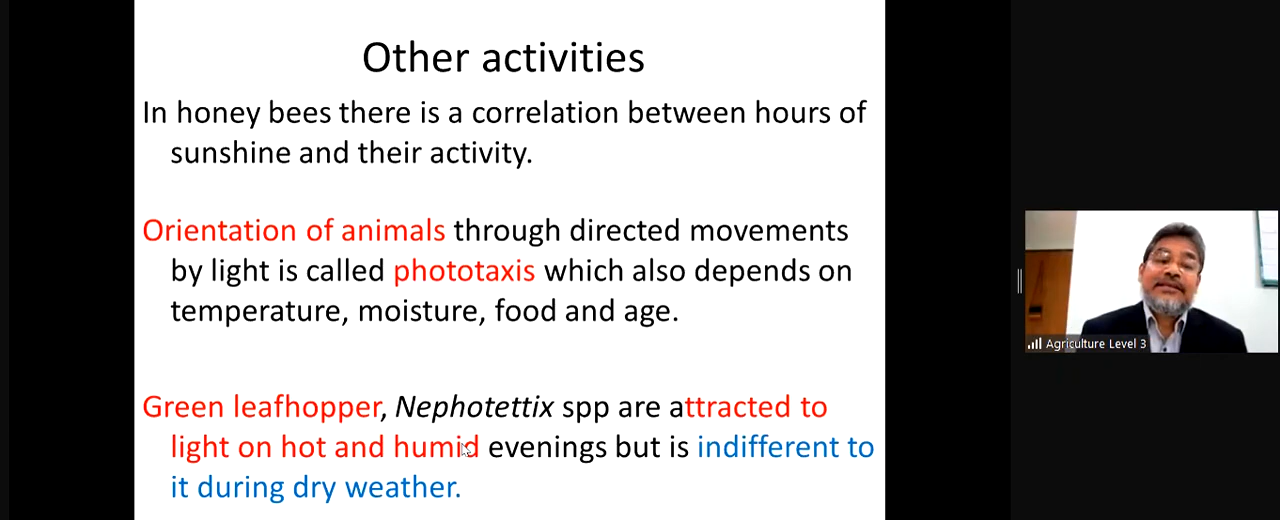 Other activities
In honey bees there is a correlation between hours of
sunshine and their activity.
Orientation of animals through directed movements
by light is called phototaxis which also depends on
temperature, moisture, food and age.
Green leafhopper, Nephotettix spp are attracted to
light on hot and humid evenings but is indifferent to
it during dry weather.
Agriculture Level 3